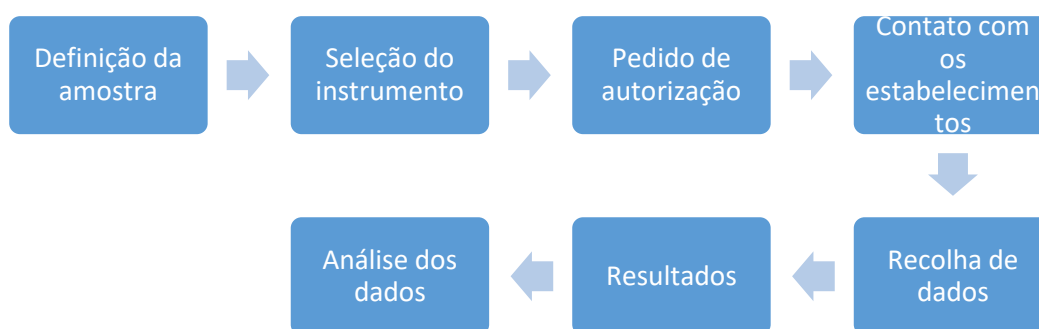 Definição da
amostra
Seleção do
instrumento
Pedido de
autorização
Contato com
os
estabelecimen
tos
Recolha de
dados
Resultados
Análise dos
dados